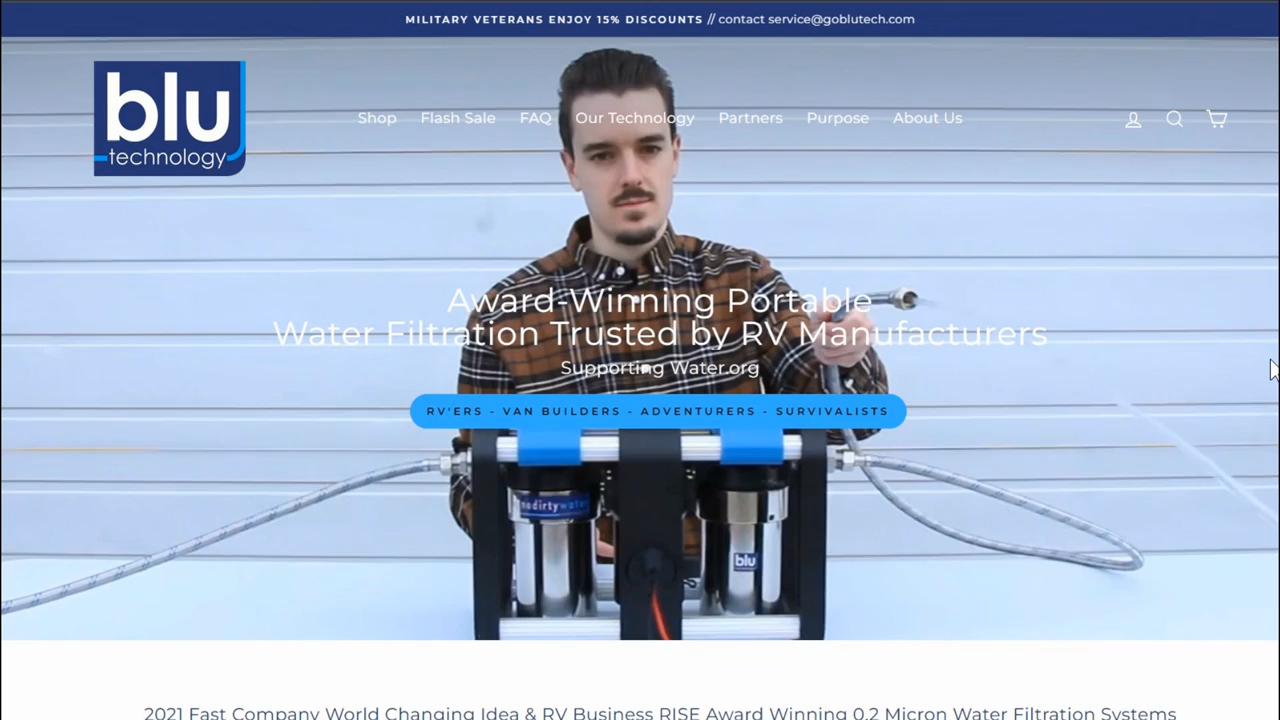 MILITARY VETERANS ENJOY 15% DISCOUNTS // contact service@goblutech.com
blu
technology
Shop Flash Sale FAQ Our Technology Partners Purpose About Us
Award-Winning Portable
Water Filtration Trusted by RV Manufacturers
Supporting Water.org
RV'ERS - VAN BUILDERS - ADVENTURERS - SURVIVALISTS
nodirtywater
blu
2021 Fast Company World Changing Idea & RV Business RISE Award Winning 0.2 Micron Water Filtration Systems